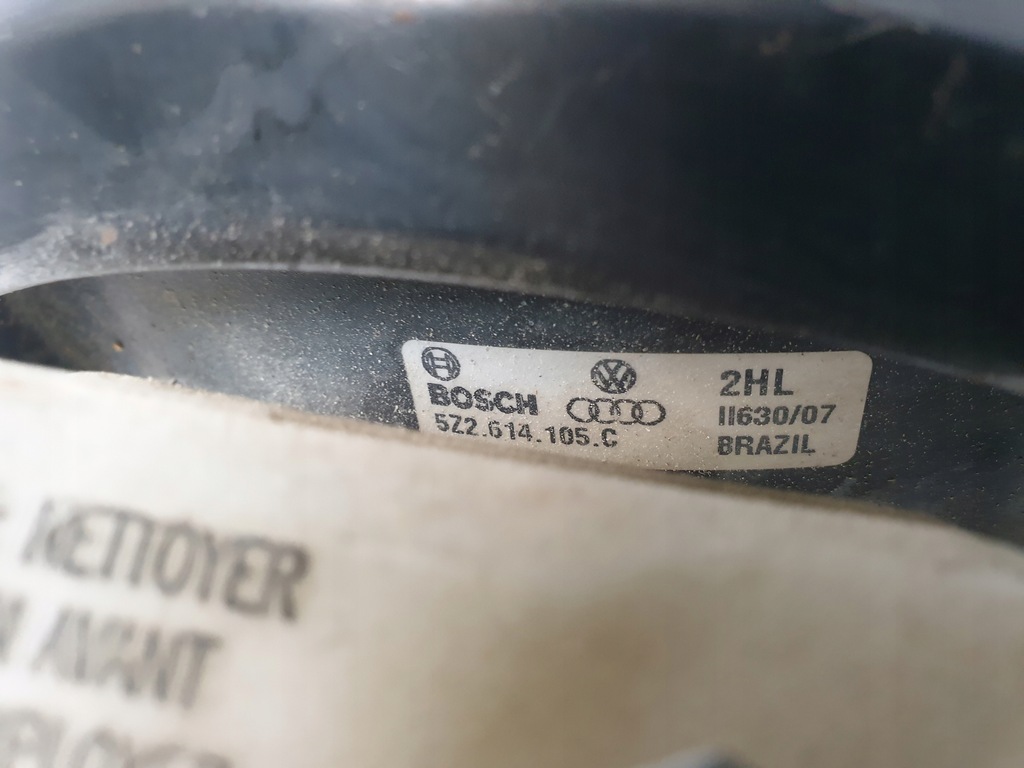 BOSCH
5Z2.614.105.C
2HL
II630/07
BRAZIL
NETTOYER
AVANT